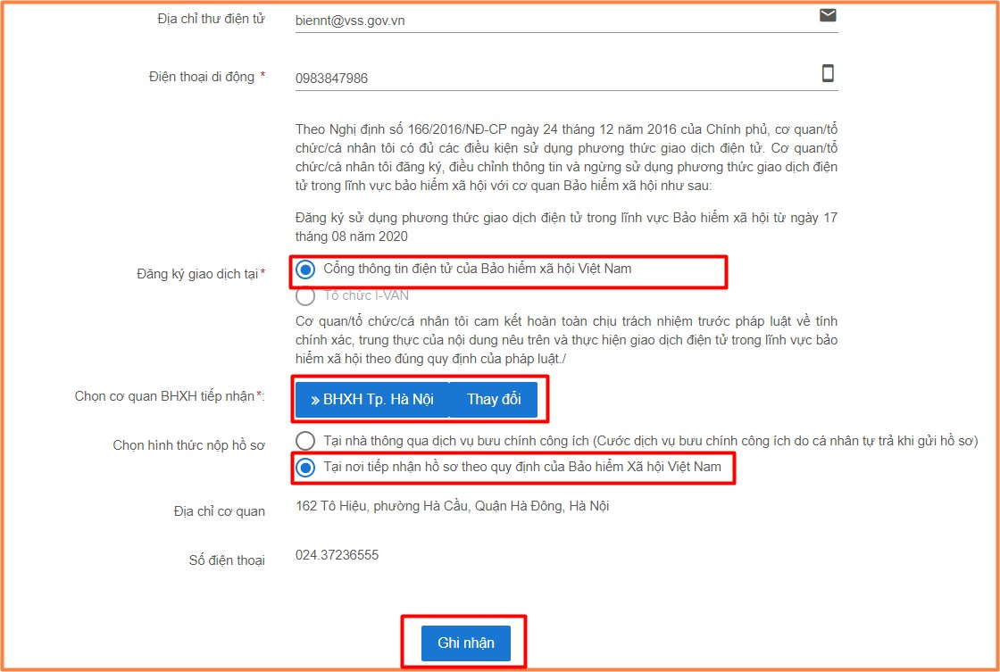 Địa chỉ thư điện tử
biennt@vss.gov.vn
Điện thoại di động *
0983847986
Theo Nghị định số 166/2016/NĐ-CP ngày 24 tháng 12 năm 2016 của Chính phủ, cơ quan/tổ
chức/cá nhân tôi có đủ các điều kiện sử dụng phương thức giao dịch điện tử. Cơ quan/tổ
chức/cá nhân tôi đăng ký, điều chỉnh thông tin và ngừng sử dụng phương thức giao dịch điện
tử trong lĩnh vực bảo hiểm xã hội với cơ quan Bảo hiểm xã hội như sau:
Đăng ký sử dụng phương thức giao dịch điện tử trong lĩnh vực Bảo hiểm xã hội từ ngày 17
tháng 08 năm 2020
Đăng ký giao dịch tại*
Cổng thông tin điện tử của Bảo hiểm xã hội Việt Nam
Tổ chức I-VAN
Cơ quan/tổ chức/cá nhân tôi cam kết hoàn toàn chịu trách nhiệm trước pháp luật về tính
chính xác, trung thực của nội dung nêu trên và thực hiện giao dịch điện tử trong lĩnh vực bảo
hiểm xã hội theo đúng quy định của pháp luật./
Chọn cơ quan BHXH tiếp nhận*:
» BHXH Tp. Hà Nội
Thay đổi
Chọn hình thức nộp hồ sơ
Tại nhà thông qua dịch vụ bưu chính công ích (Cước dịch vụ bưu chính công ích do cá nhân tự trả khi gửi hồ sơ)
Tại nơi tiếp nhận hồ sơ theo quy định của Bảo hiểm Xã hội Việt Nam
Địa chỉ cơ quan
162 Tô Hiệu, phường Hà Cầu, Quận Hà Đông, Hà Nội
Số điện thoại
024.37236555
Ghi nhận